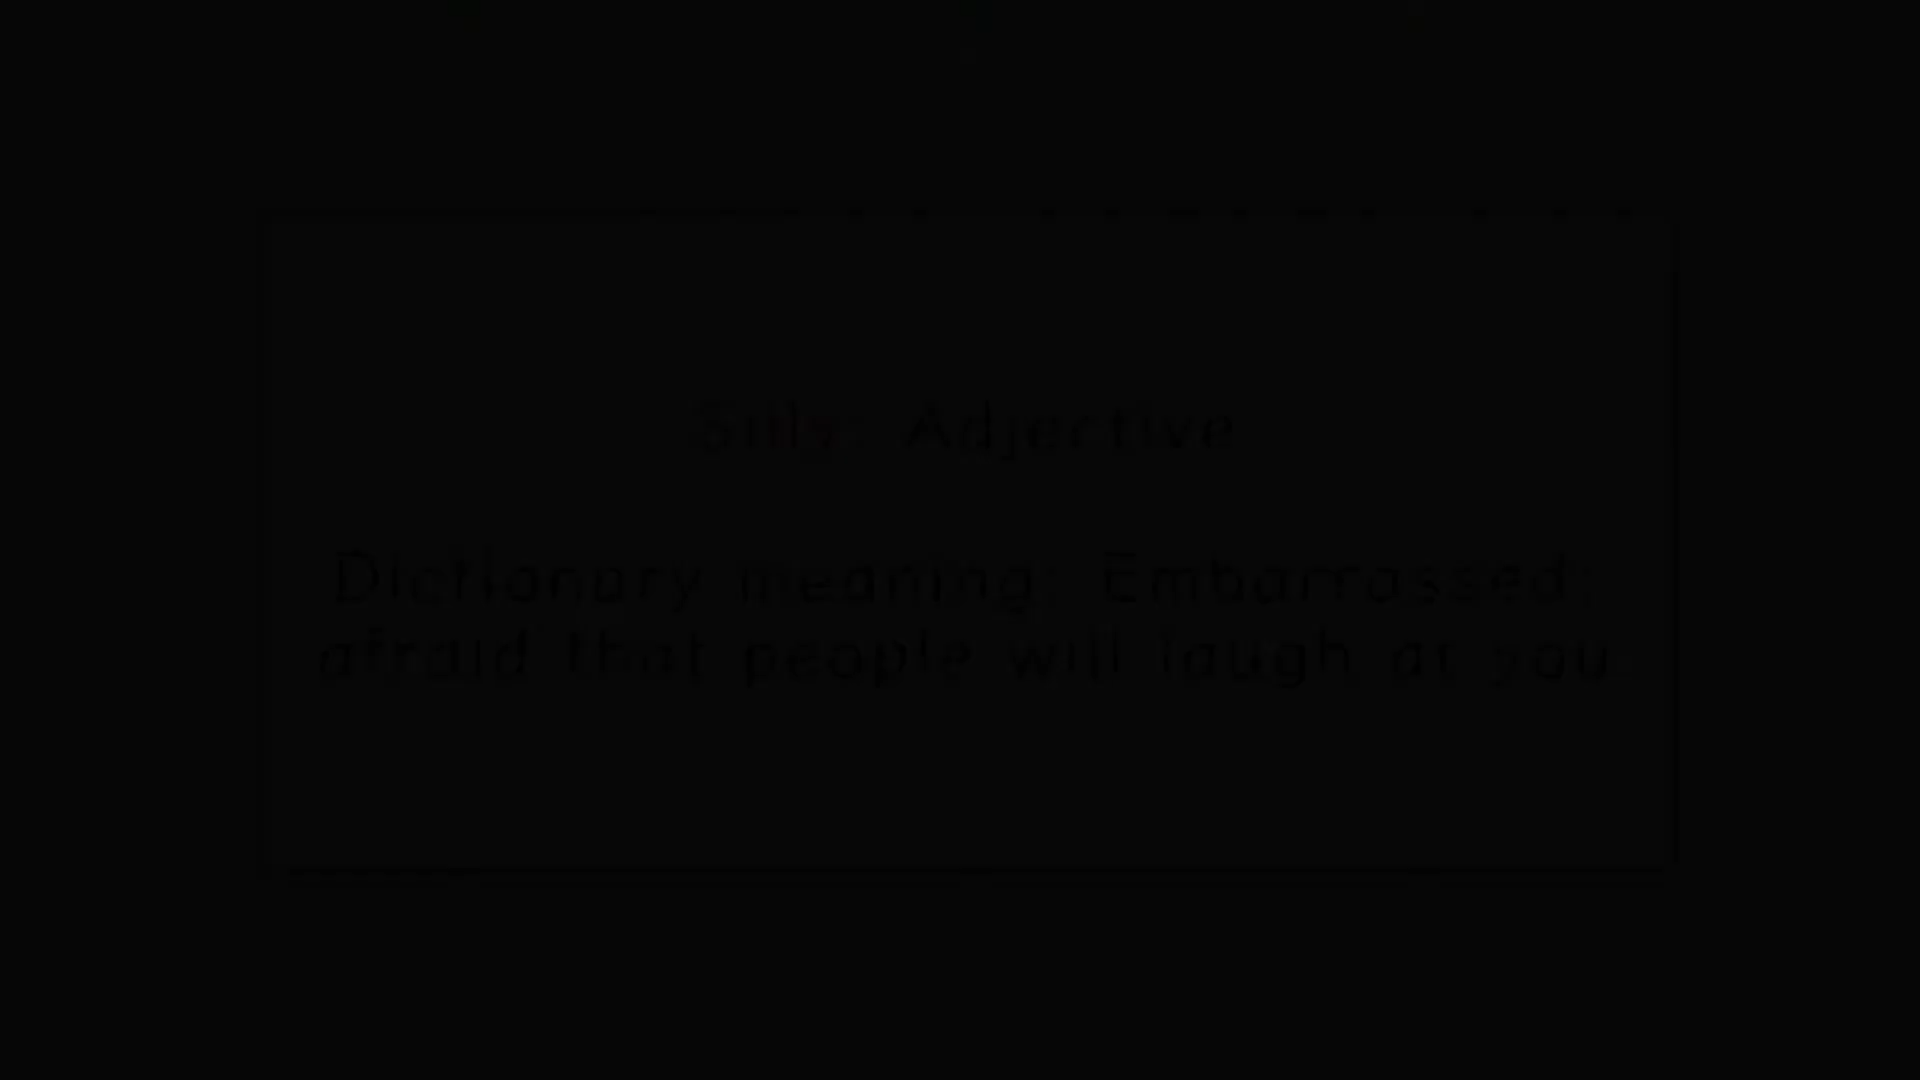 Silly: Adjective
Dictionary meaning: Embarrassed;
afraid that people will laugh at you